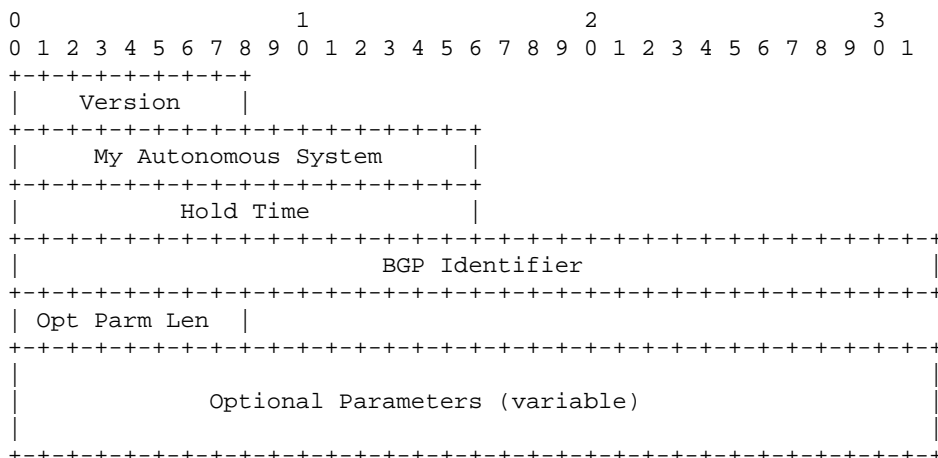 0                   1                   2                   3
0 1 2 3 4 5 6 7 8 9 0 1 2 3 4 5 6 7 8 9 0 1 2 3 4 5 6 7 8 9 0 1
+-+-+-+-+-+-+-+-+
|    Version    |
+-+-+-+-+-+-+-+-+-+-+-+-+-+-+-+-+
|     My Autonomous System      |
+-+-+-+-+-+-+-+-+-+-+-+-+-+-+-+-+
|           Hold Time           |
+-+-+-+-+-+-+-+-+-+-+-+-+-+-+-+-+-+-+-+-+-+-+-+-+-+-+-+-+-+-+-+-+
|                         BGP Identifier                        |
+-+-+-+-+-+-+-+-+-+-+-+-+-+-+-+-+-+-+-+-+-+-+-+-+-+-+-+-+-+-+-+-+
| Opt Parm Len  |
+-+-+-+-+-+-+-+-+-+-+-+-+-+-+-+-+-+-+-+-+-+-+-+-+-+-+-+-+-+-+-+-+
|                                                               |
|             Optional Parameters (variable)                    |
|                                                               |
+-+-+-+-+-+-+-+-+-+-+-+-+-+-+-+-+-+-+-+-+-+-+-+-+-+-+-+-+-+-+-+-+